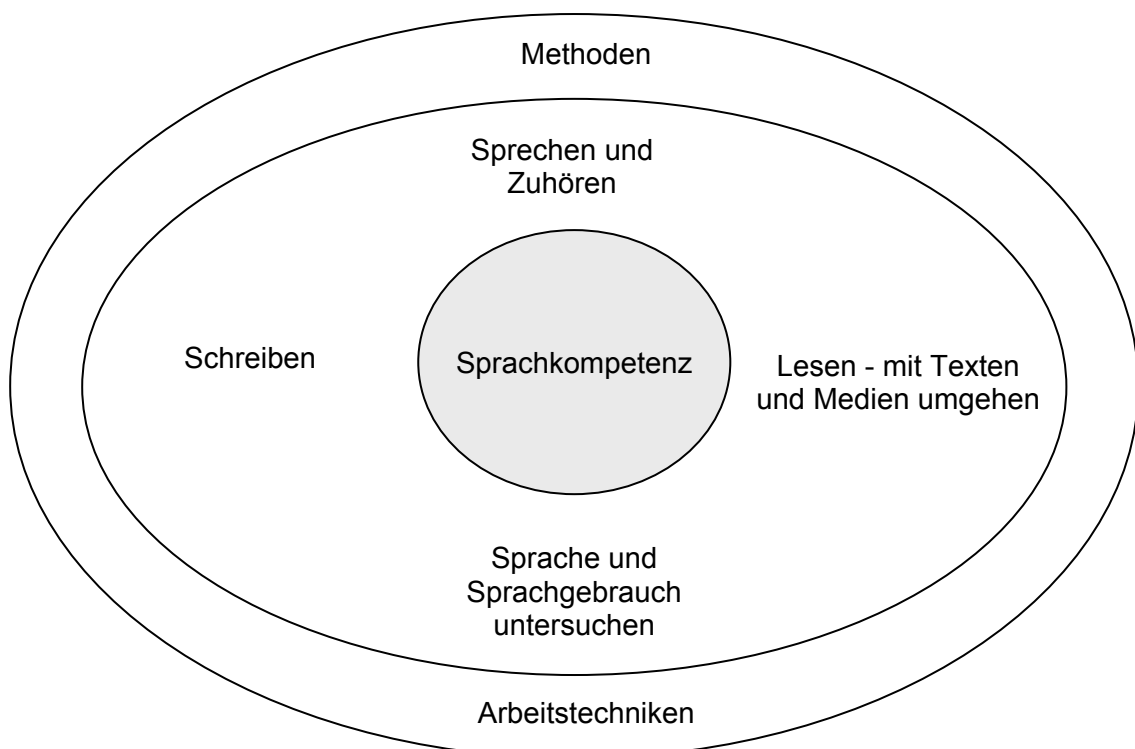 Methoden
Sprechen und
Zuhören
Schreiben
Sprachkompetenz
Lesen - mit Texten
und Medien umgehen
Sprache und
Sprachgebrauch
untersuchen
Arbeitstechniken